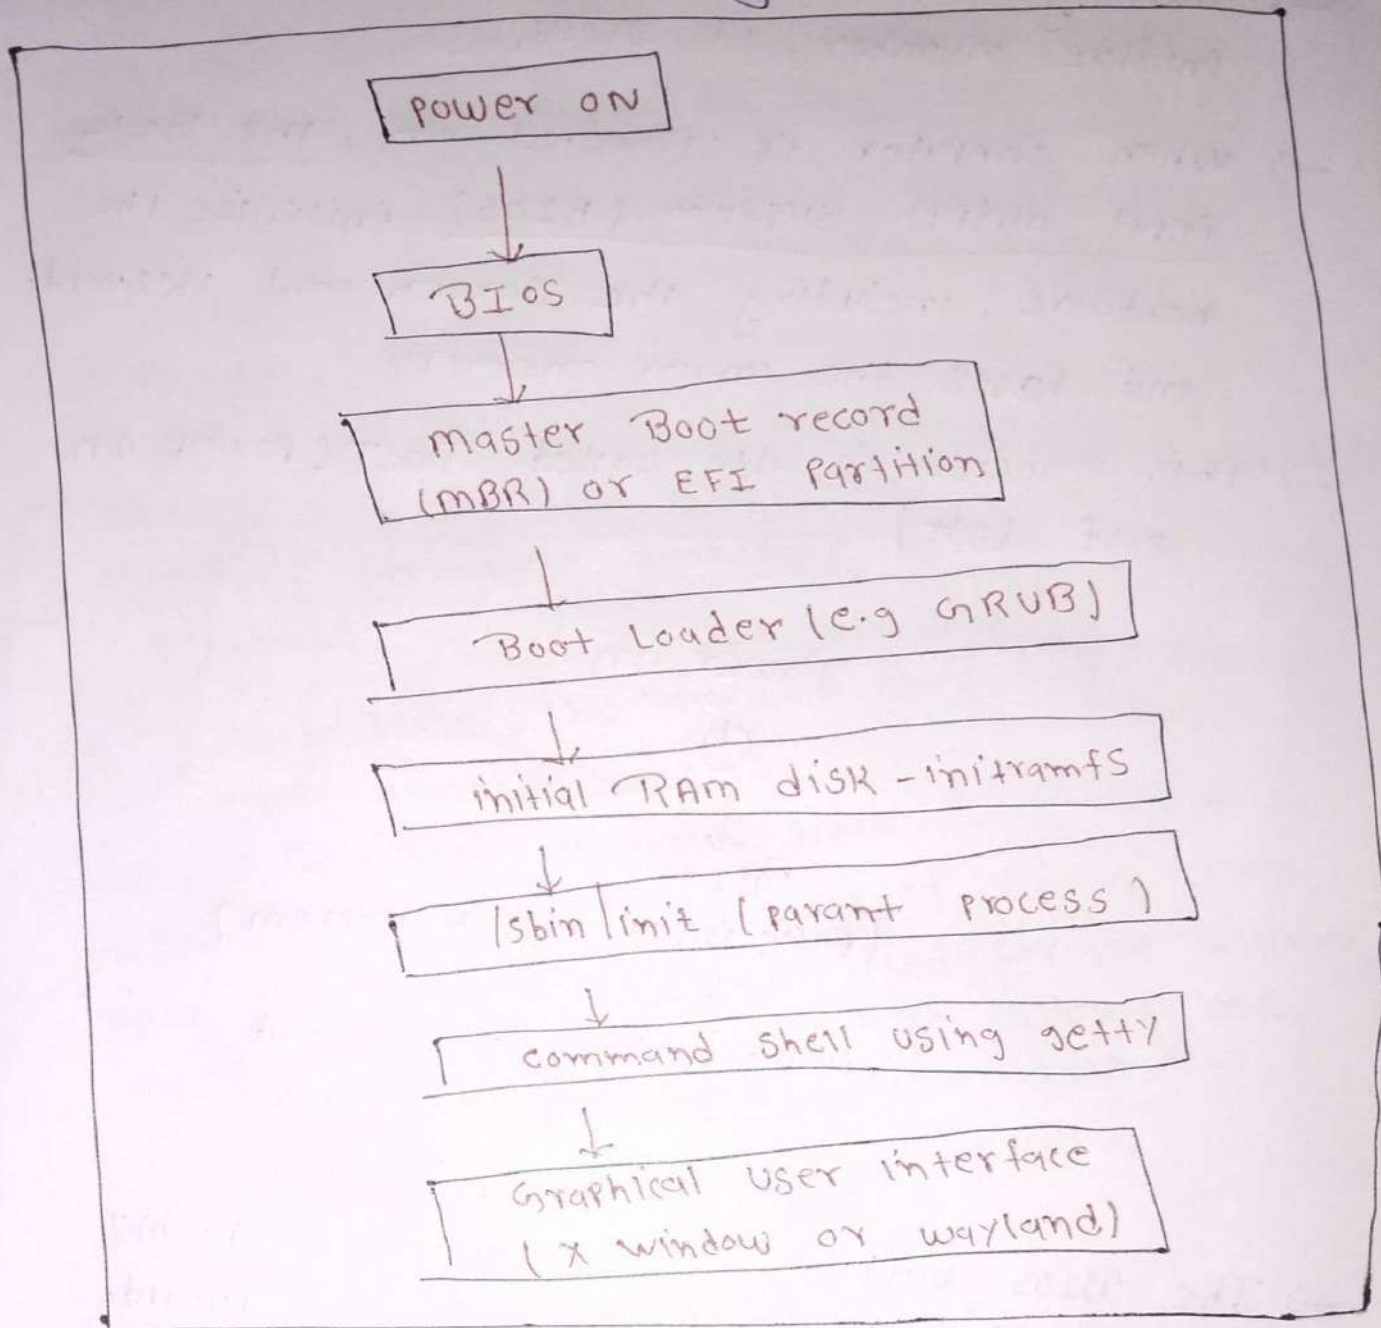 Power ON
BIOS
master Boot record
(mBR) or EFI Partition
Boot Loader (e.g GRUB)
initial RAm disk - initramfs
/sbin/init (parant process)
command shell using getty
Graphical user interface
(x window or wayland)